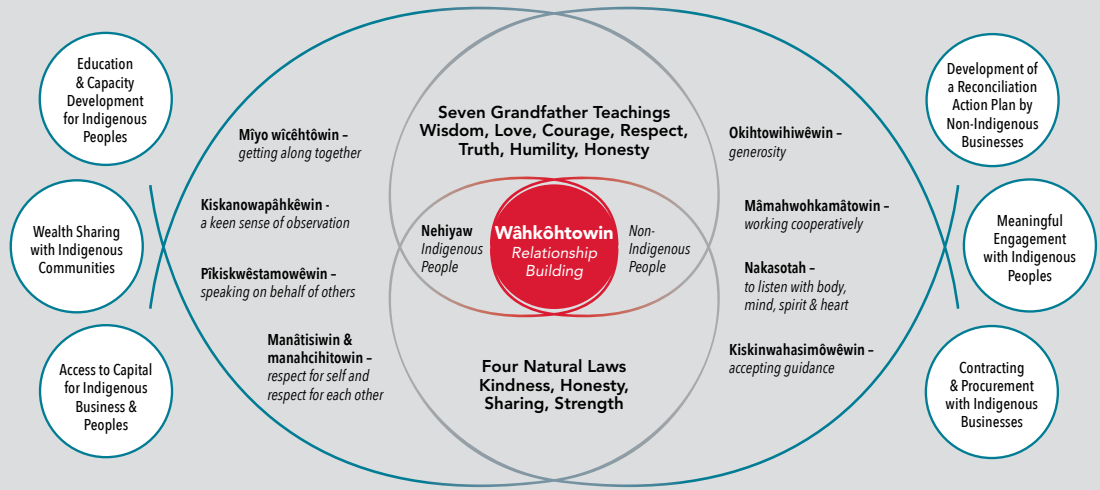 Education
& Capacity
Development
for Indigenous
Peoples
Wealth Sharing
with Indigenous
Communities
Access to Capital
for Indigenous
Business &
Peoples
Mîyo wîcêhtôwin –
getting along together
Kiskanowapâhkêwin -
a keen sense of observation
Pîkiskwêstamowêwin –
speaking on behalf of others
Manâtisiwin &
manahcihitowin –
respect for self and
respect for each other
Seven Grandfather Teachings
Wisdom, Love, Courage, Respect,
Truth, Humility, Honesty
Nehiyaw
Indigenous
People
Wâhkôhtowin
Relationship
Building
Non-
Indigenous
People
Four Natural Laws
Kindness, Honesty,
Sharing, Strength
Okihtowihiwêwin –
generosity
Mâmahwohkamâtowin –
working cooperatively
Nakasotah –
to listen with body,
mind, spirit & heart
Kiskinwahasimôwêwin –
accepting guidance
Development of
a Reconciliation
Action Plan by
Non-Indigenous
Businesses
Meaningful
Engagement
with Indigenous
Peoples
Contracting
& Procurement
with Indigenous
Businesses